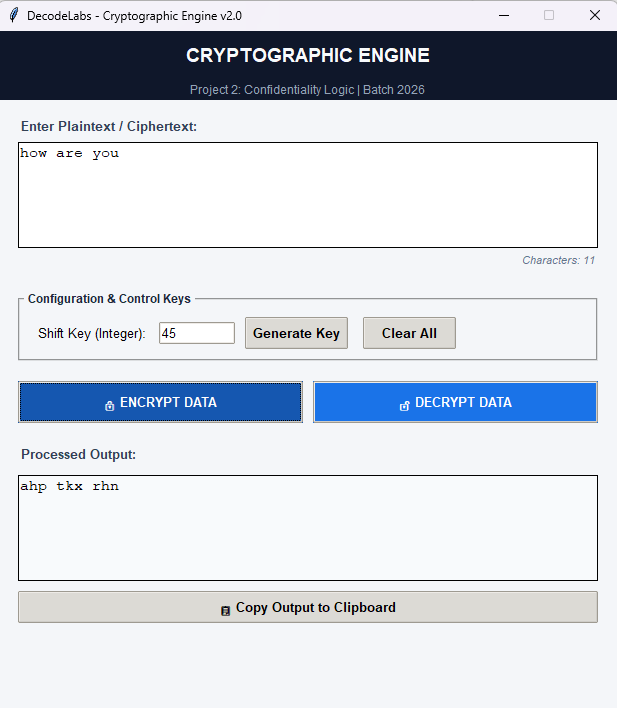 DecodeLabs - Cryptographic Engine v2.0
CRYPTOGRAPHIC ENGINE
Project 2: Confidentiality Logic | Batch 2026
Enter Plaintext / Ciphertext:
how are you
Characters: 11
Configuration & Control Keys
Shift Key (Integer): 45 Generate Key Clear All
ENCRYPT DATA DECRYPT DATA
Processed Output:
ahp tkx rhn
Copy Output to Clipboard